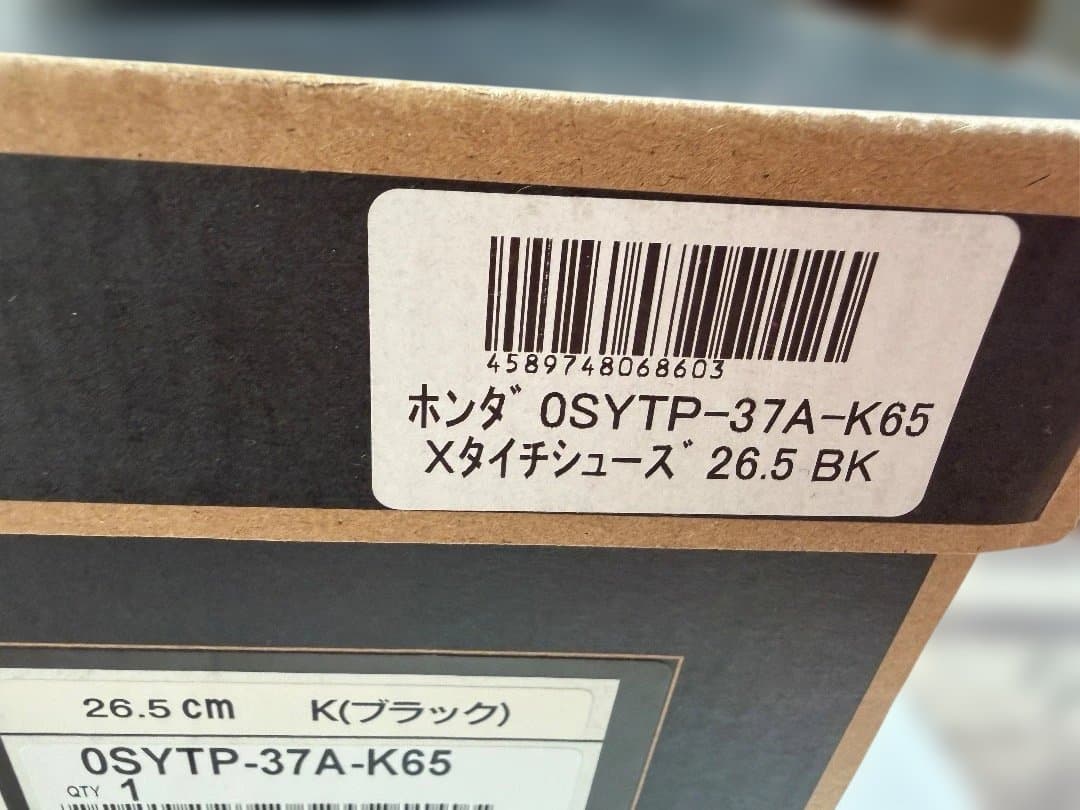 4589748068603
ホンダ 0SYTP-37A-K65
Xタイチシューズ 26.5 BK
26.5 cm K(ブラック)
0SYTP-37A-K65
QTY 1